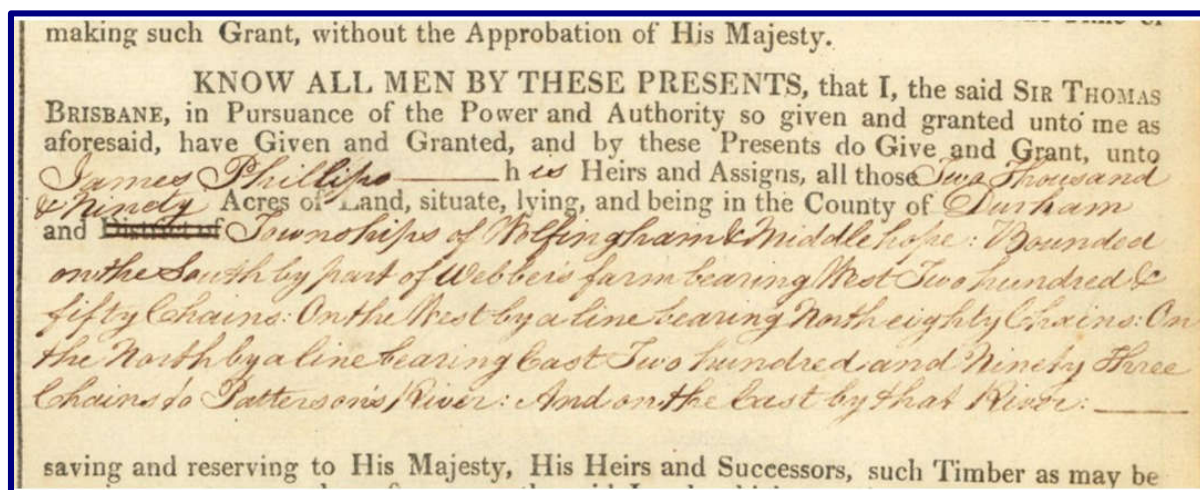 making such Grant, without the Approbation of His Majesty.
KNOW ALL MEN BY THESE PRESENTS, that I, the said SIR THOMAS
BRISBANE, in Pursuance of the Power and Authority so given and granted unto me as
aforesaid, have Given and Granted, and by these Presents do Give and Grant, unto
James Phillips his Heirs and Assigns, all those Two Thousand
& Ninety Acres of Land, situate, lying, and being in the County of Durham
and District of Townships of Wolfingham & Middlehope: Bounded
on the South by part of Webbers farm bearing West Two hundred &
fifty Chains: On the West by a line bearing North eighty Chains: On
the North by a line bearing East Two hundred and Ninety three
Chains to Patterson's River: And on the East by that River:
saving and reserving to His Majesty, His Heirs and Successors, such Timber as may be